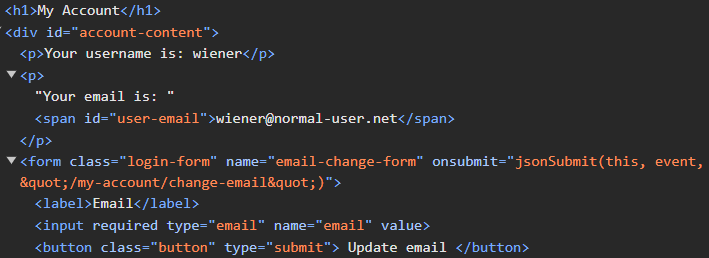 <h1>My Account</h1>
<div id="account-content">
<p>Your username is: wiener</p>
<p>
"Your email is: "
<span id="user-email">wiener@normal-user.net</span>
</p>
<form class="login-form" name="email-change-form" onsubmit="jsonSubmit(this, event,
&quot;/my-account/change-email&quot;)">
<label>Email</label>
<input required type="email" name="email" value>
<button class="button" type="submit"> Update email </button>